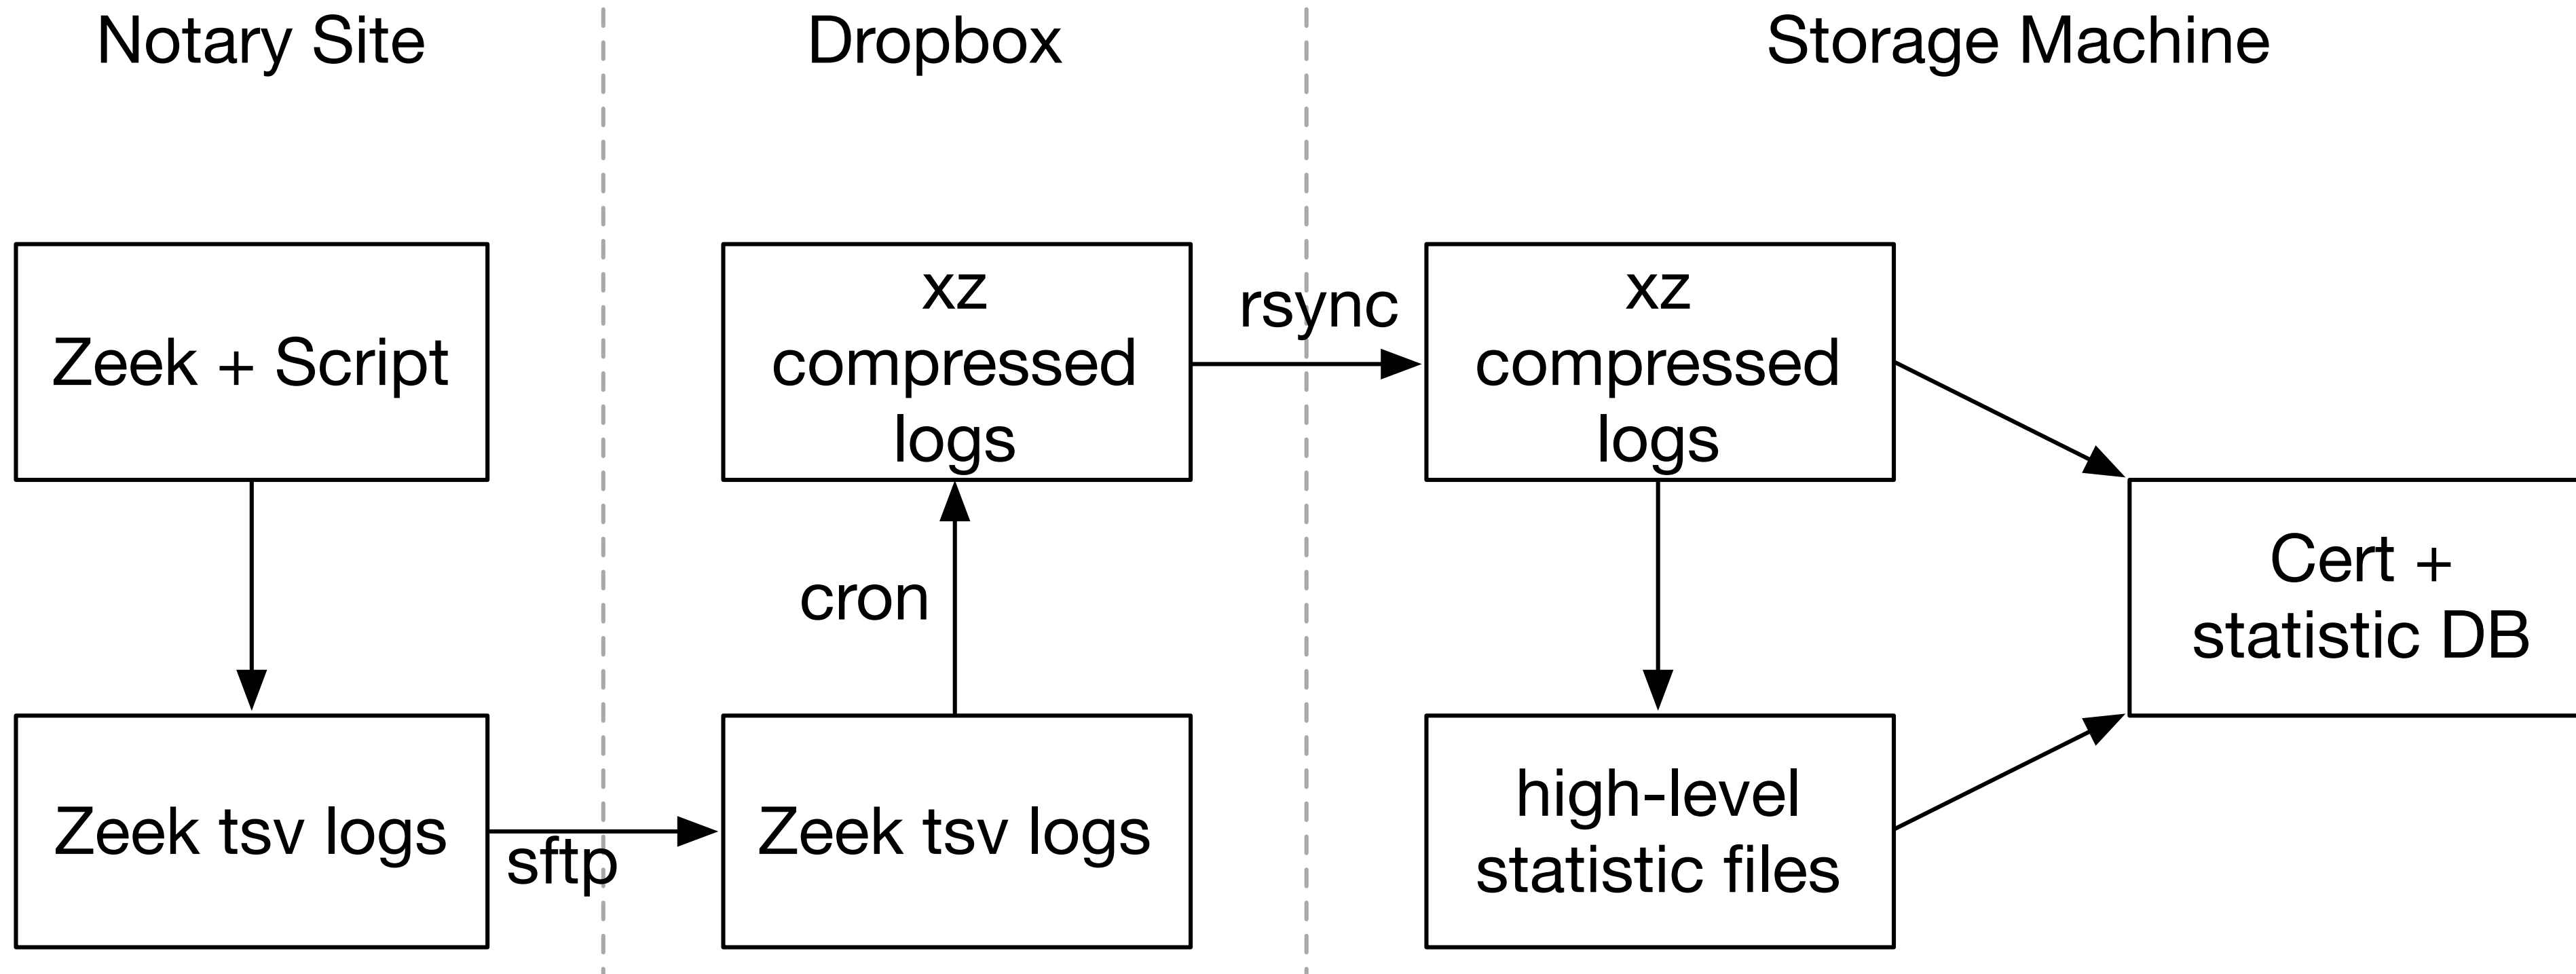 Notary Site
Dropbox
Storage Machine
Zeek + Script
xz
compressed
logs
rsync
xz
compressed
logs
cron
Cert +
statistic DB
Zeek tsv logs
sftp
Zeek tsv logs
high-level
statistic files